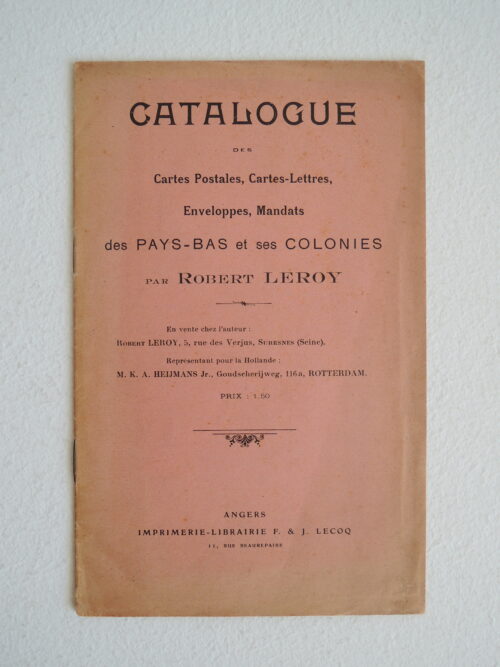 CATALOGUE
DES
Cartes Postales, Cartes-Lettres,
Enveloppes, Mandats
des PAYS-BAS et ses COLONIES
PAR ROBERT LEROY
En vente chez l'auteur :
ROBERT LEROY, 5, rue des Verjus, SURESNES (Seine).
Représentant pour la Hollande :
M. K. A. HEIJMANS Jr., Goudscherijweg, 116a, ROTTERDAM.
PRIX : 1.50
ANGERS
IMPRIMERIE-LIBRAIRIE F. & J. LECOQ
11, RUE BEAUREPAIRE